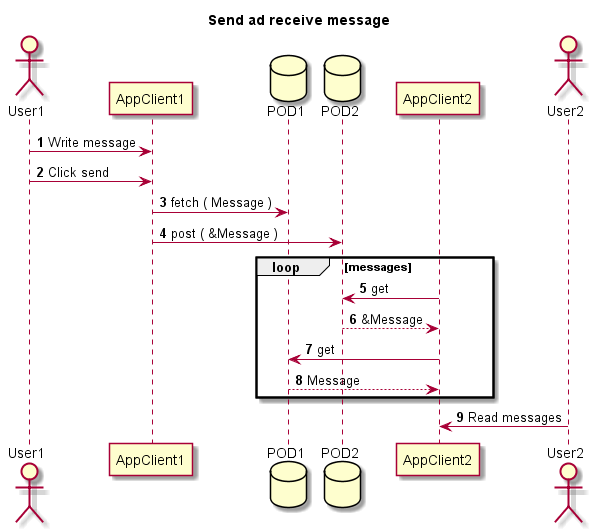 Send ad receive message
User1
AppClient1
POD1
POD2
AppClient2
User2
1 Write message
2 Click send
3 fetch ( Message )
4 post ( &Message )
loop [messages]
5 get
6 &Message
7 get
8 Message
9 Read messages
User1
AppClient1
POD1
POD2
AppClient2
User2